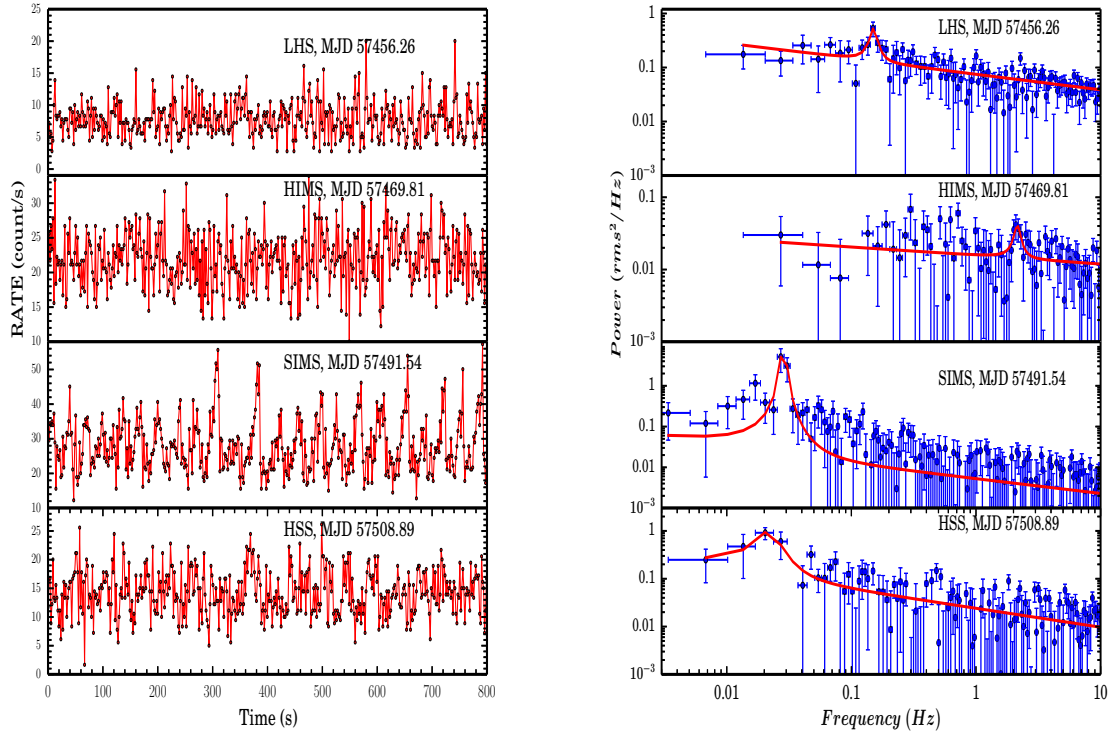 RATE (count/s)
25
20
15
10
5
0
LHS, MJD 57456.26
30
25
20
15
10
HIMS, MJD 57469.81
50
40
30
20
10
SIMS, MJD 57491.54
25
20
15
10
5
0
HSS, MJD 57508.89
0 100 200 300 400 500 600 700 800
Time (s)
Power (rms²/Hz)
1
0.1
0.01
10⁻³
LHS, MJD 57456.26
0.1
0.01
10⁻³
HIMS, MJD 57469.81
1
0.1
0.01
10⁻³
SIMS, MJD 57491.54
1
0.1
0.01
10⁻³
HSS, MJD 57508.89
0.01 0.1 1 10
Frequency (Hz)